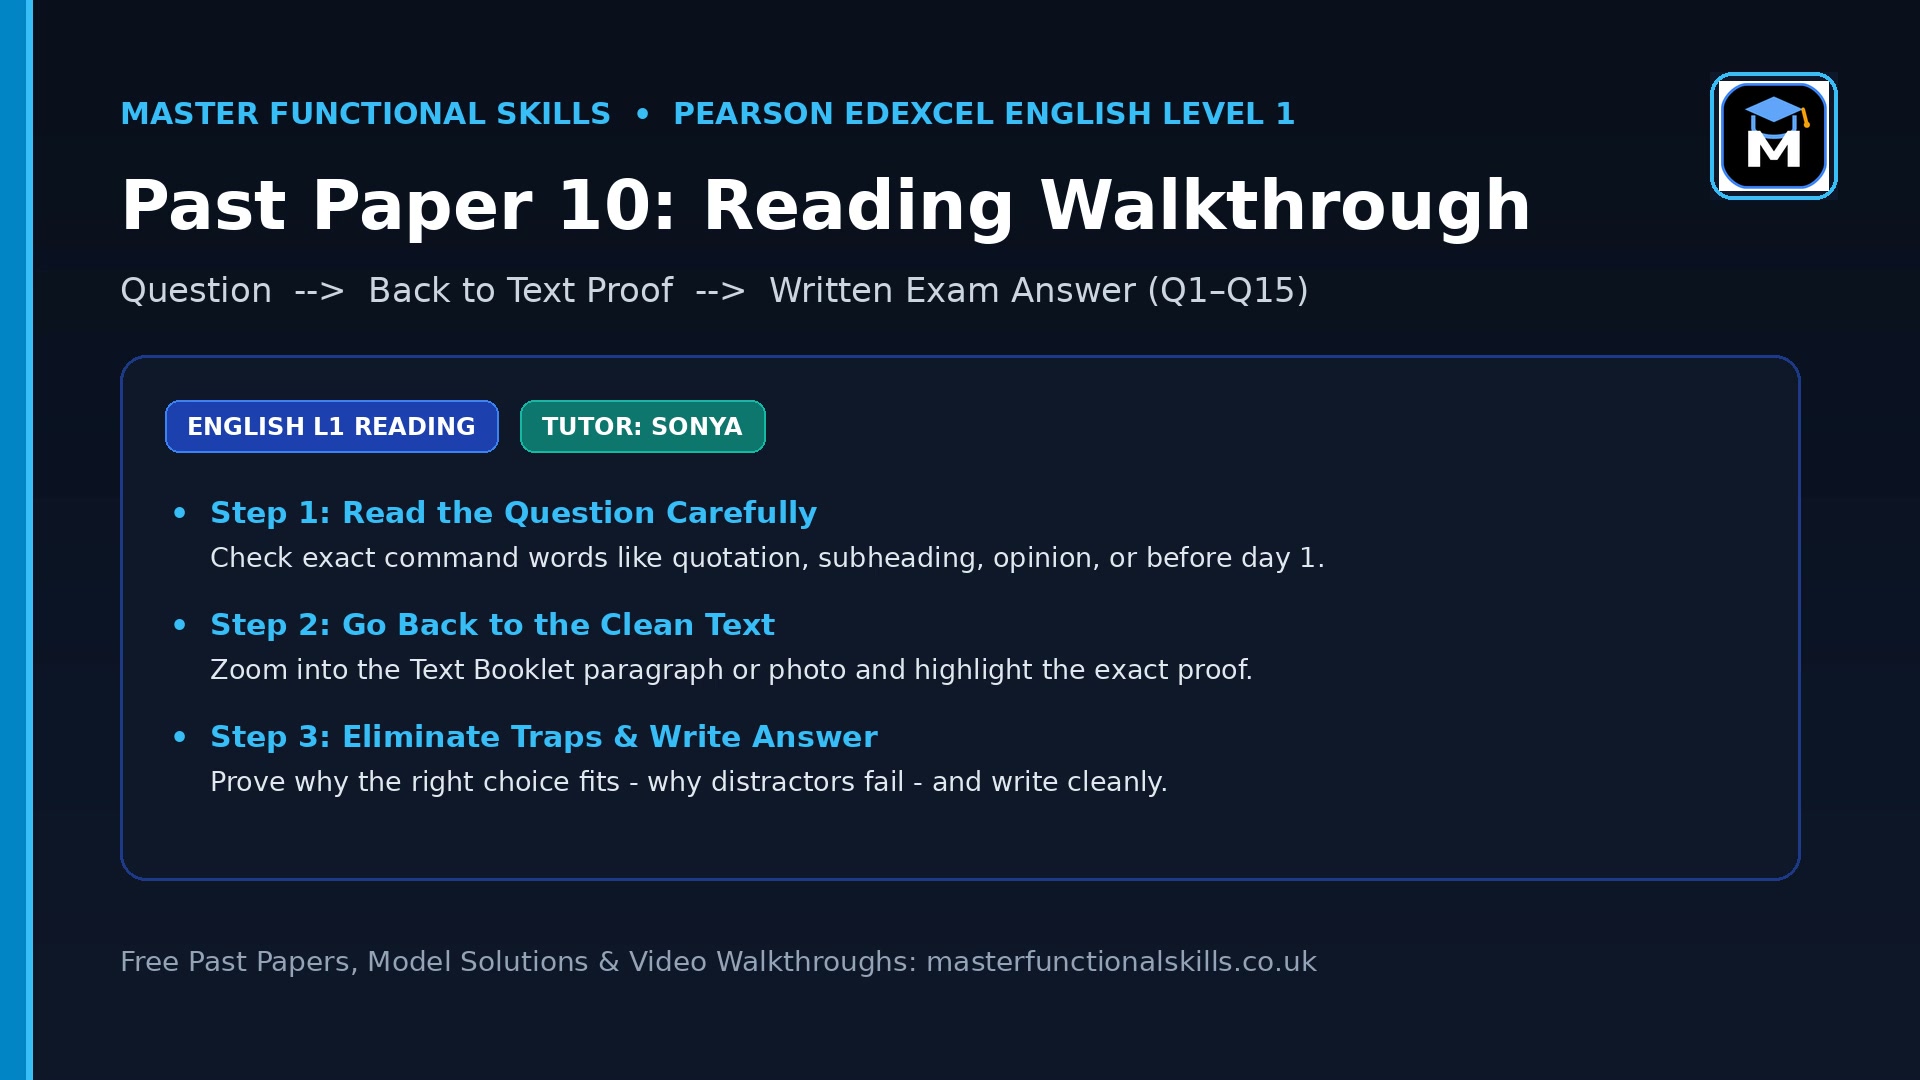 MASTER FUNCTIONAL SKILLS • PEARSON EDEXCEL ENGLISH LEVEL 1
M
Past Paper 10: Reading Walkthrough
Question --> Back to Text Proof --> Written Exam Answer (Q1–Q15)
ENGLISH L1 READING
TUTOR: SONYA
• Step 1: Read the Question Carefully
Check exact command words like quotation, subheading, opinion, or before day 1.
• Step 2: Go Back to the Clean Text
Zoom into the Text Booklet paragraph or photo and highlight the exact proof.
• Step 3: Eliminate Traps & Write Answer
Prove why the right choice fits - why distractors fail - and write cleanly.
Free Past Papers, Model Solutions & Video Walkthroughs: masterfunctionalskills.co.uk